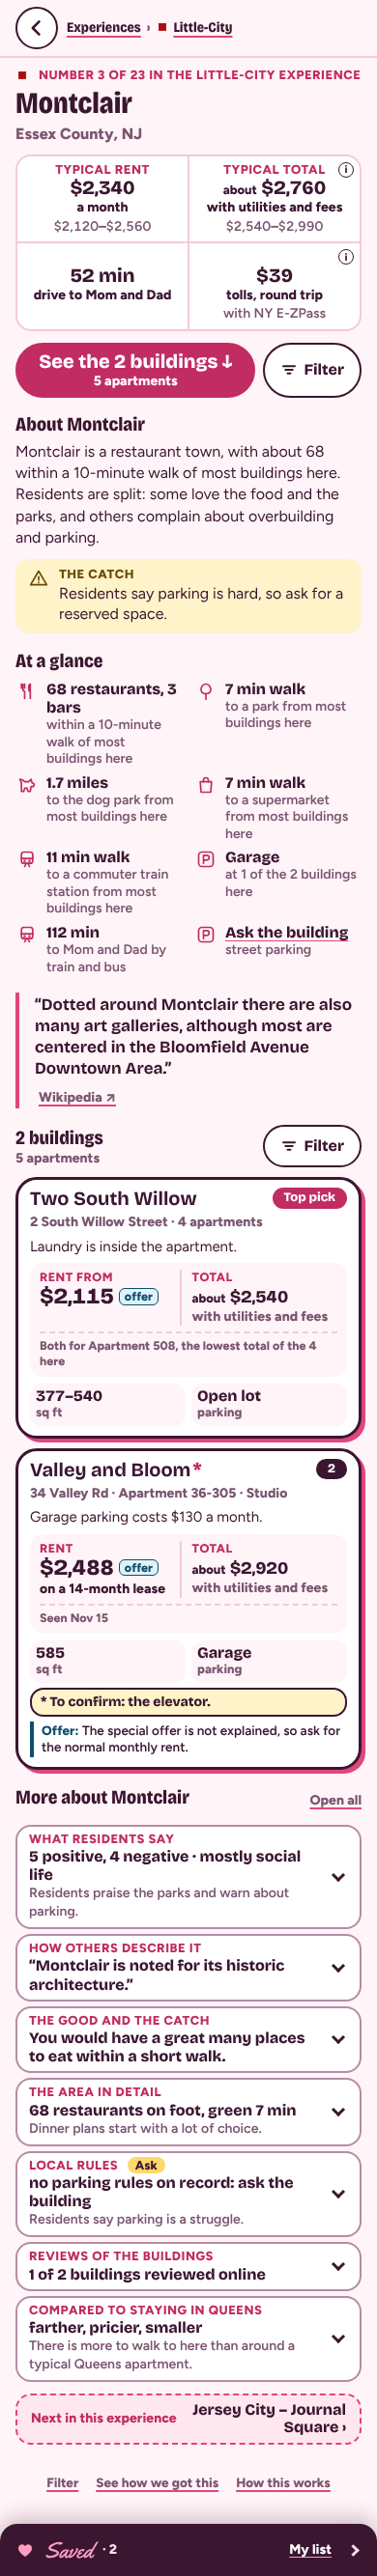 Experiences › Little-City
NUMBER 3 OF 23 IN THE LITTLE-CITY EXPERIENCE
Montclair
Essex County, NJ
TYPICAL RENT
$2,340
a month
$2,120–$2,560
TYPICAL TOTAL
about $2,760
with utilities and fees
$2,540–$2,990
52 min
drive to Mom and Dad
$39
tolls, round trip
with NY E-ZPass
See the 2 buildings ↓
5 apartments
Filter
About Montclair
Montclair is a restaurant town, with about 68
within a 10-minute walk of most buildings here.
Residents are split: some love the food and the
parks, and others complain about overbuilding
and parking.
THE CATCH
Residents say parking is hard, so ask for a
reserved space.
At a glance
68 restaurants, 3
bars
within a 10-minute
walk of most
buildings here
7 min walk
to a park from most
buildings here
1.7 miles
to the dog park from
most buildings here
7 min walk
to a supermarket
from most buildings
here
11 min walk
to a commuter train
station from most
buildings here
Garage
at 1 of the 2 buildings
here
112 min
to Mom and Dad by
train and bus
Ask the building
street parking
“Dotted around Montclair there are also
many art galleries, although most are
centered in the Bloomfield Avenue
Downtown Area.”
Wikipedia ↗
2 buildings
5 apartments
Filter
Two South Willow
Top pick
2 South Willow Street · 4 apartments
Laundry is inside the apartment.
RENT FROM
$2,115 offer
TOTAL
about $2,540
with utilities and fees
Both for Apartment 508, the lowest total of the 4
here
377–540
sq ft
Open lot
parking
Valley and Bloom*
2
34 Valley Rd · Apartment 36-305 · Studio
Garage parking costs $130 a month.
RENT
$2,488 offer
on a 14-month lease
TOTAL
about $2,920
with utilities and fees
Seen Nov 15
585
sq ft
Garage
parking
* To confirm: the elevator.
Offer: The special offer is not explained, so ask for
the normal monthly rent.
More about Montclair
Open all
WHAT RESIDENTS SAY
5 positive, 4 negative · mostly social
life
Residents praise the parks and warn about
parking.
HOW OTHERS DESCRIBE IT
“Montclair is noted for its historic
architecture.”
THE GOOD AND THE CATCH
You would have a great many places
to eat within a short walk.
THE AREA IN DETAIL
68 restaurants on foot, green 7 min
Dinner plans start with a lot of choice.
LOCAL RULES Ask
no parking rules on record: ask the
building
Residents say parking is a struggle.
REVIEWS OF THE BUILDINGS
1 of 2 buildings reviewed online
COMPARED TO STAYING IN QUEENS
farther, pricier, smaller
There is more to walk to here than around a
typical Queens apartment.
Next in this experience
Jersey City – Journal
Square ›
Filter
See how we got this
How this works
Saved · 2
My list